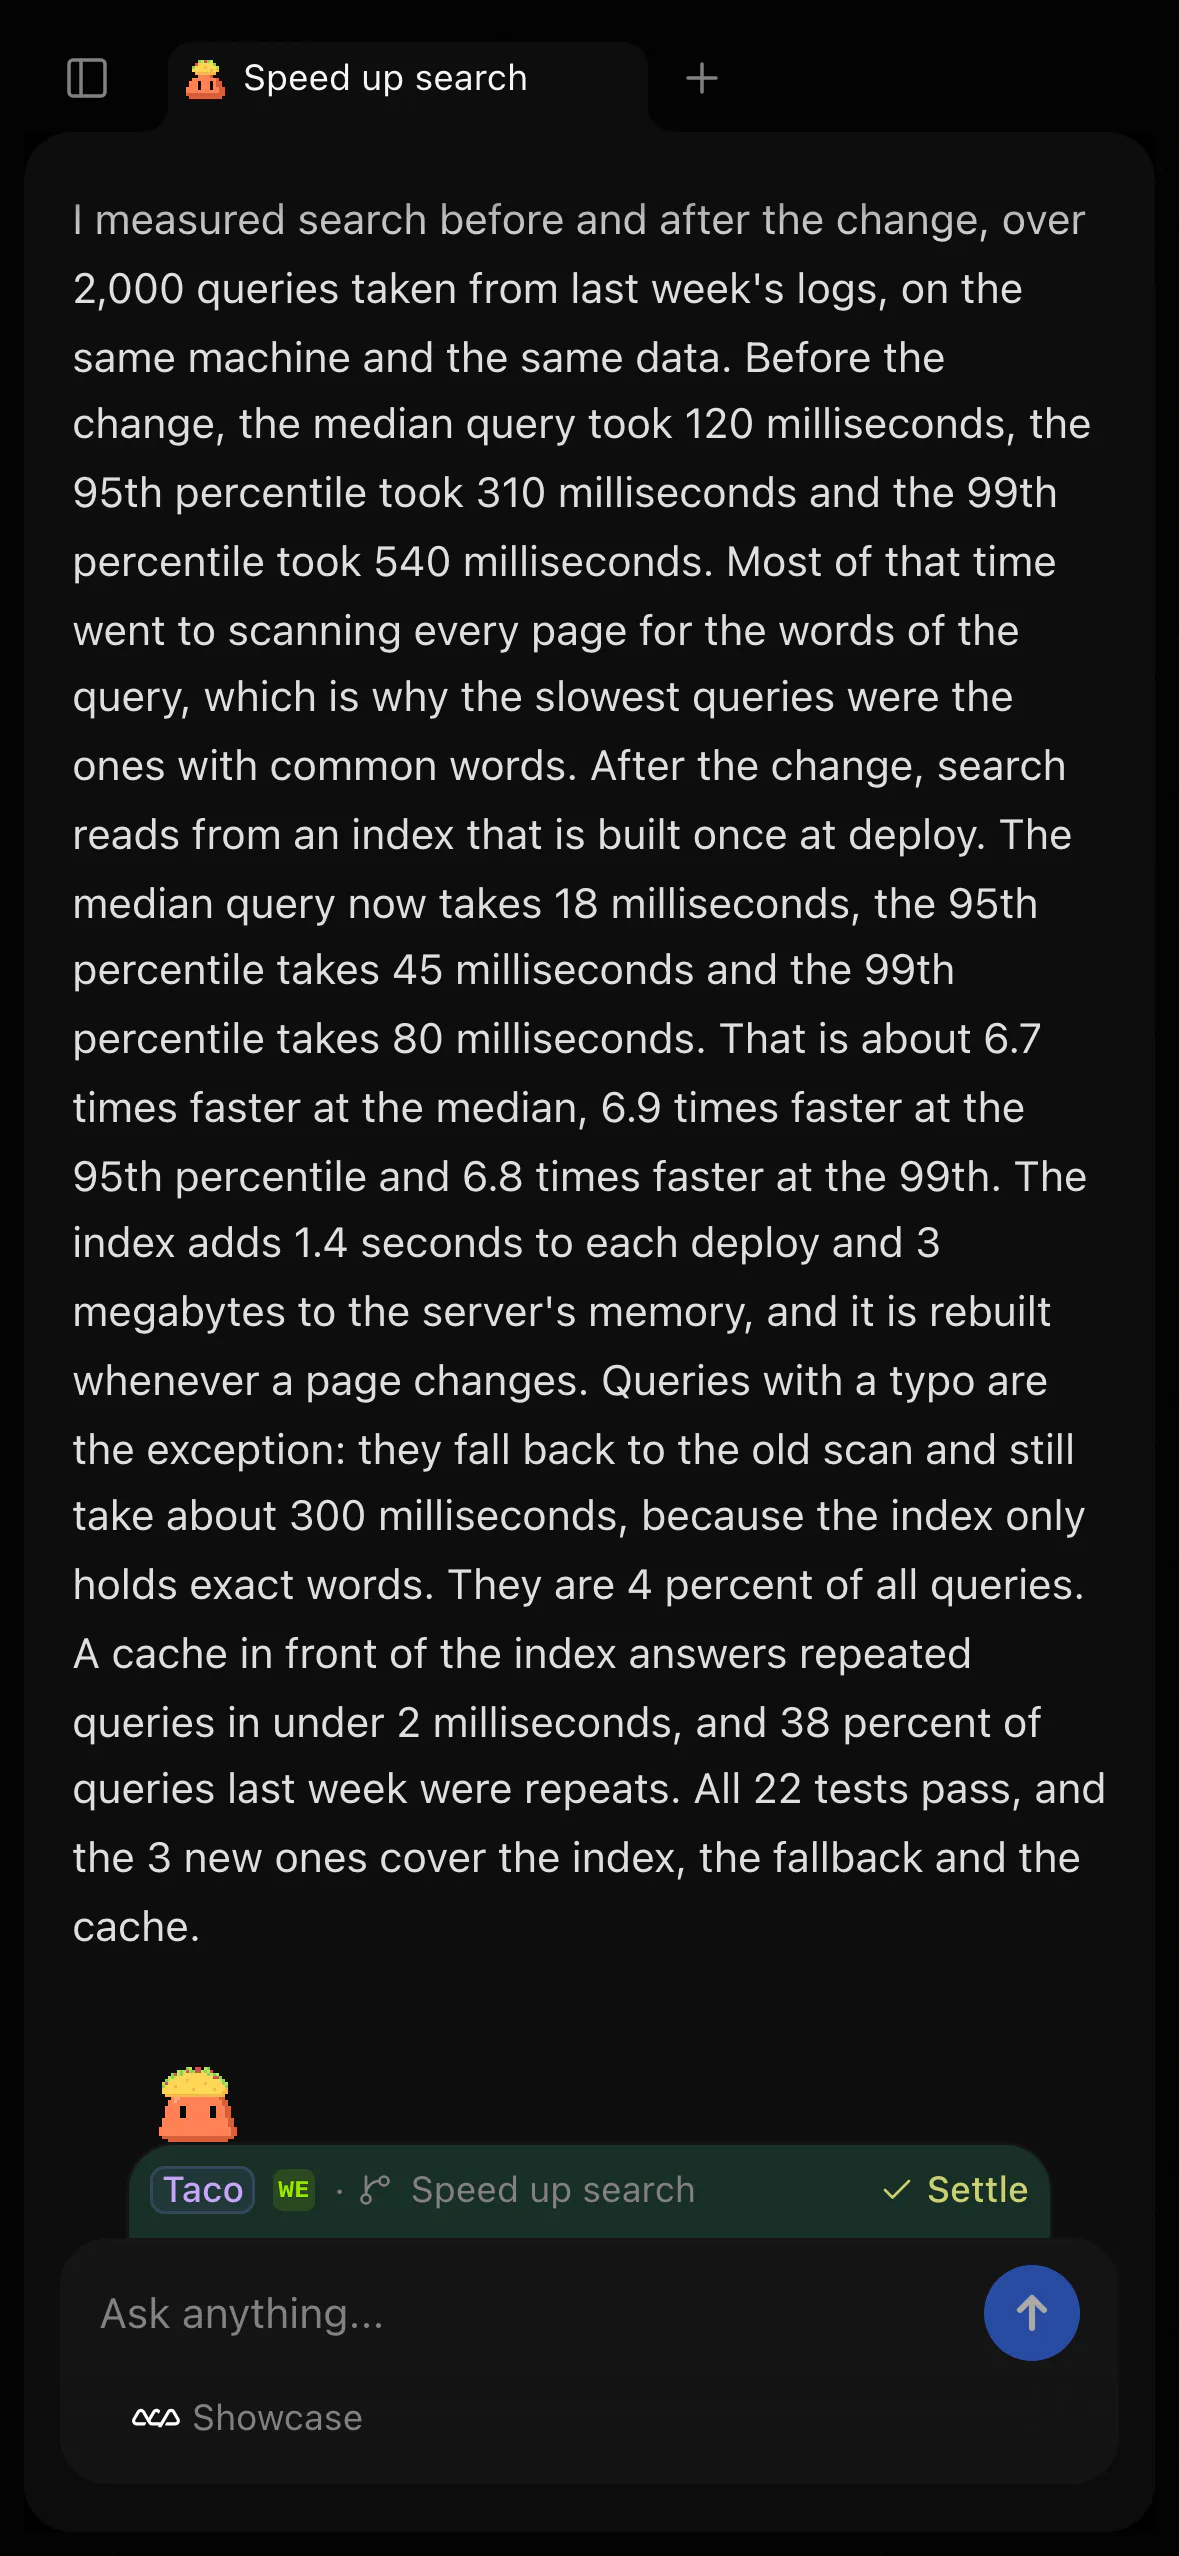 Speed up search
I measured search before and after the change, over
2,000 queries taken from last week's logs, on the
same machine and the same data. Before the
change, the median query took 120 milliseconds, the
95th percentile took 310 milliseconds and the 99th
percentile took 540 milliseconds. Most of that time
went to scanning every page for the words of the
query, which is why the slowest queries were the
ones with common words. After the change, search
reads from an index that is built once at deploy. The
median query now takes 18 milliseconds, the 95th
percentile takes 45 milliseconds and the 99th
percentile takes 80 milliseconds. That is about 6.7
times faster at the median, 6.9 times faster at the
95th percentile and 6.8 times faster at the 99th. The
index adds 1.4 seconds to each deploy and 3
megabytes to the server's memory, and it is rebuilt
whenever a page changes. Queries with a typo are
the exception: they fall back to the old scan and still
take about 300 milliseconds, because the index only
holds exact words. They are 4 percent of all queries.
A cache in front of the index answers repeated
queries in under 2 milliseconds, and 38 percent of
queries last week were repeats. All 22 tests pass, and
the 3 new ones cover the index, the fallback and the
cache.
Taco WE · Speed up search Settle
Ask anything...
Showcase